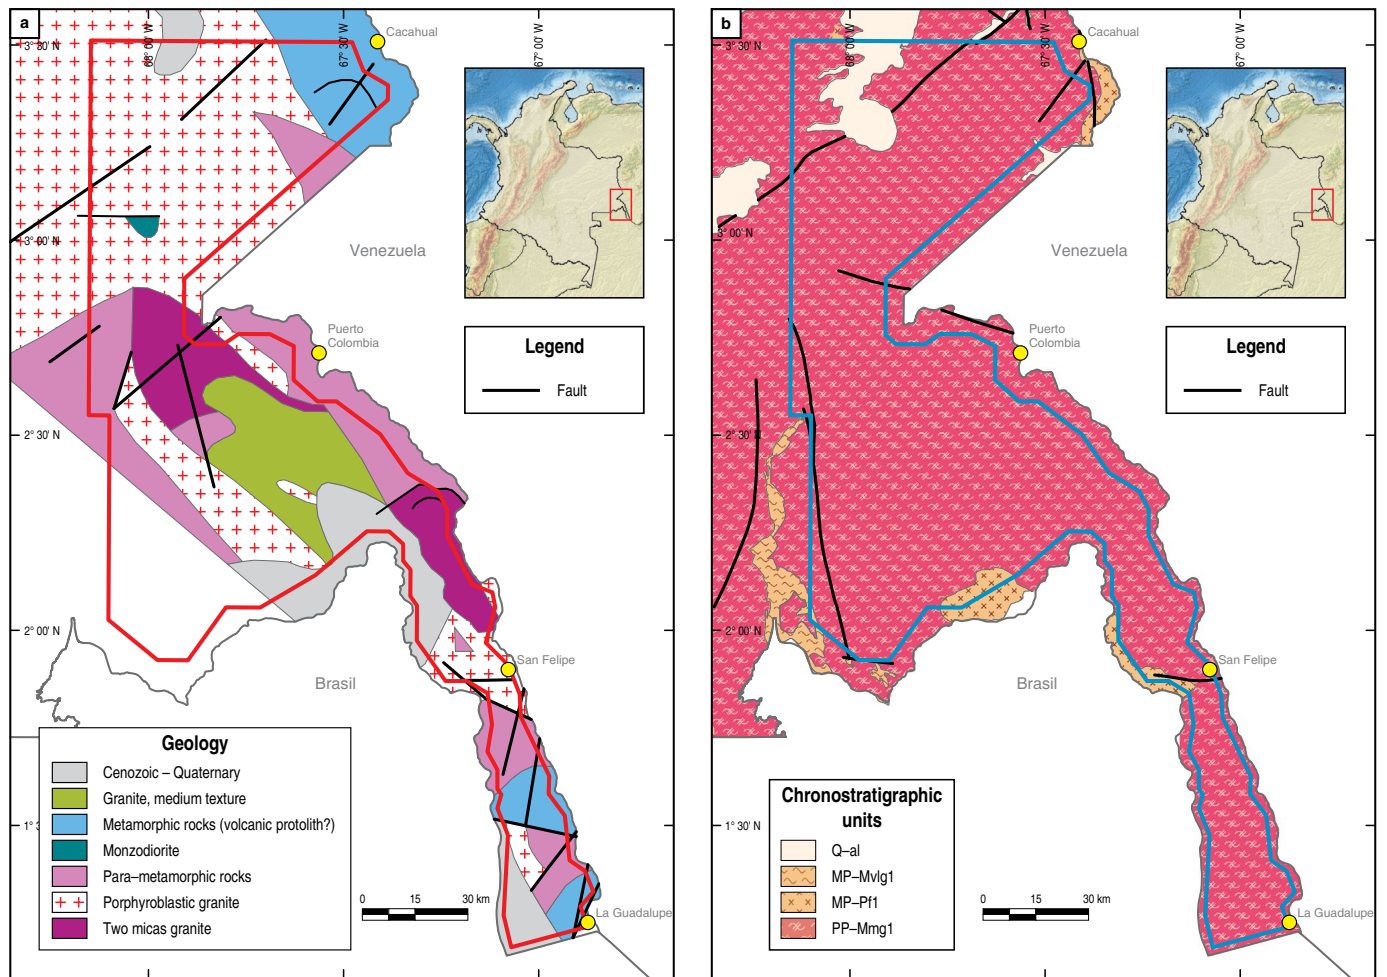 a
3° 30' N
68° 00' W
67° 30' W
67° 00' W
Cacahual
3° 00' N
Venezuela
Puerto
Colombia
Legend
Fault
2° 30' N
2° 00' N
San Felipe
Brasil
Geology
Cenozoic – Quaternary
Granite, medium texture
Metamorphic rocks (volcanic protolith?)
Monzodiorite
Para–metamorphic rocks
Porphyroblastic granite
Two micas granite
1° 3
0 15 30 km
La Guadalupe
b
3° 30' N
68° 00' W
67° 30' W
67° 00' W
Cacahual
3° 00' N
Venezuela
Puerto
Colombia
Legend
Fault
2° 30' N
2° 00' N
San Felipe
Brasil
1° 30' N
Chronostratigraphic
units
Q–al
MP–Mvlg1
MP–Pf1
PP–Mmg1
0 15 30 km
La Guadalupe